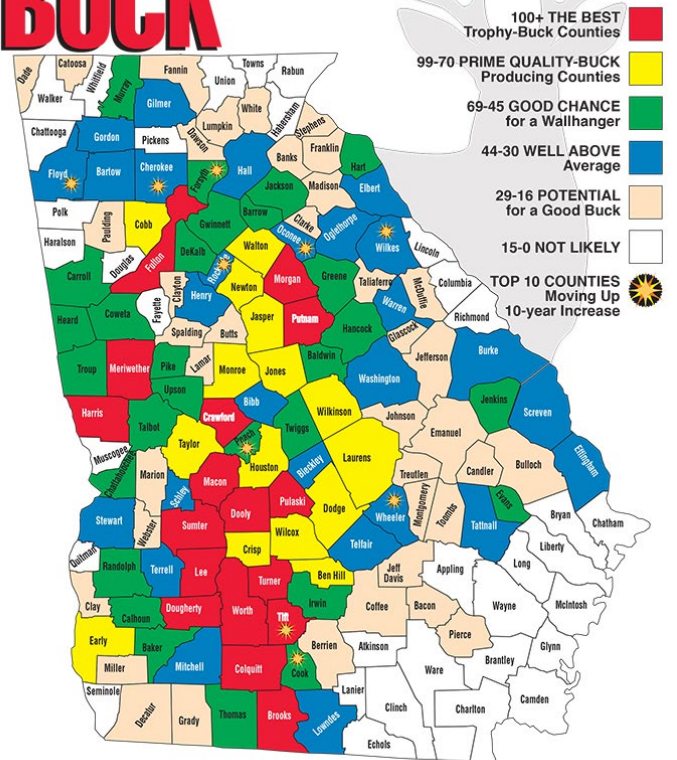 BUCK
100+ THE BEST
Trophy-Buck Counties
99-70 PRIME QUALITY-BUCK
Producing Counties
69-45 GOOD CHANCE
for a Wallhanger
44-30 WELL ABOVE
Average
29-16 POTENTIAL
for a Good Buck
15-0 NOT LIKELY
TOP 10 COUNTIES
Moving Up
10-year Increase
Dade
Catoosa
Whitfield
Murray
Fannin
Towns
Union
Rabun
Walker
Gilmer
White
Habersham
Lumpkin
Stephens
Chattooga
Gordon
Pickens
Dawson
Banks
Franklin
Hart
Floyd
Bartow
Cherokee
Forsyth
Hall
Jackson
Madison
Elbert
Polk
Paulding
Cobb
Gwinnett
Barrow
Clarke
Oconee
Oglethorpe
Wilkes
Lincoln
Haralson
Douglas
Fulton
DeKalb
Walton
Carroll
Rockdale
Newton
Morgan
Greene
Taliaferro
McDuffie
Columbia
Fayette
Clayton
Henry
Warren
Richmond
Heard
Coweta
Spalding
Butts
Jasper
Putnam
Hancock
Glascock
Jefferson
Burke
Troup
Meriwether
Pike
Lamar
Monroe
Jones
Baldwin
Washington
Upson
Jenkins
Screven
Harris
Talbot
Crawford
Bibb
Twiggs
Wilkinson
Johnson
Emanuel
Muscogee
Chattahoochee
Marion
Taylor
Peach
Houston
Bleckley
Laurens
Treutlen
Candler
Bulloch
Effingham
Schley
Macon
Pulaski
Dodge
Montgomery
Toombs
Evans
Stewart
Webster
Sumter
Dooly
Wilcox
Wheeler
Tattnall
Bryan
Chatham
Telfair
Liberty
Quitman
Randolph
Terrell
Lee
Crisp
Turner
Ben Hill
Jeff
Davis
Appling
Long
Clay
Calhoun
Dougherty
Worth
Tift
Irwin
Coffee
Bacon
Wayne
McIntosh
Early
Baker
Berrien
Pierce
Miller
Mitchell
Colquitt
Cook
Atkinson
Ware
Brantley
Glynn
Seminole
Lanier
Clinch
Charlton
Camden
Decatur
Grady
Thomas
Brooks
Lowndes
Echols